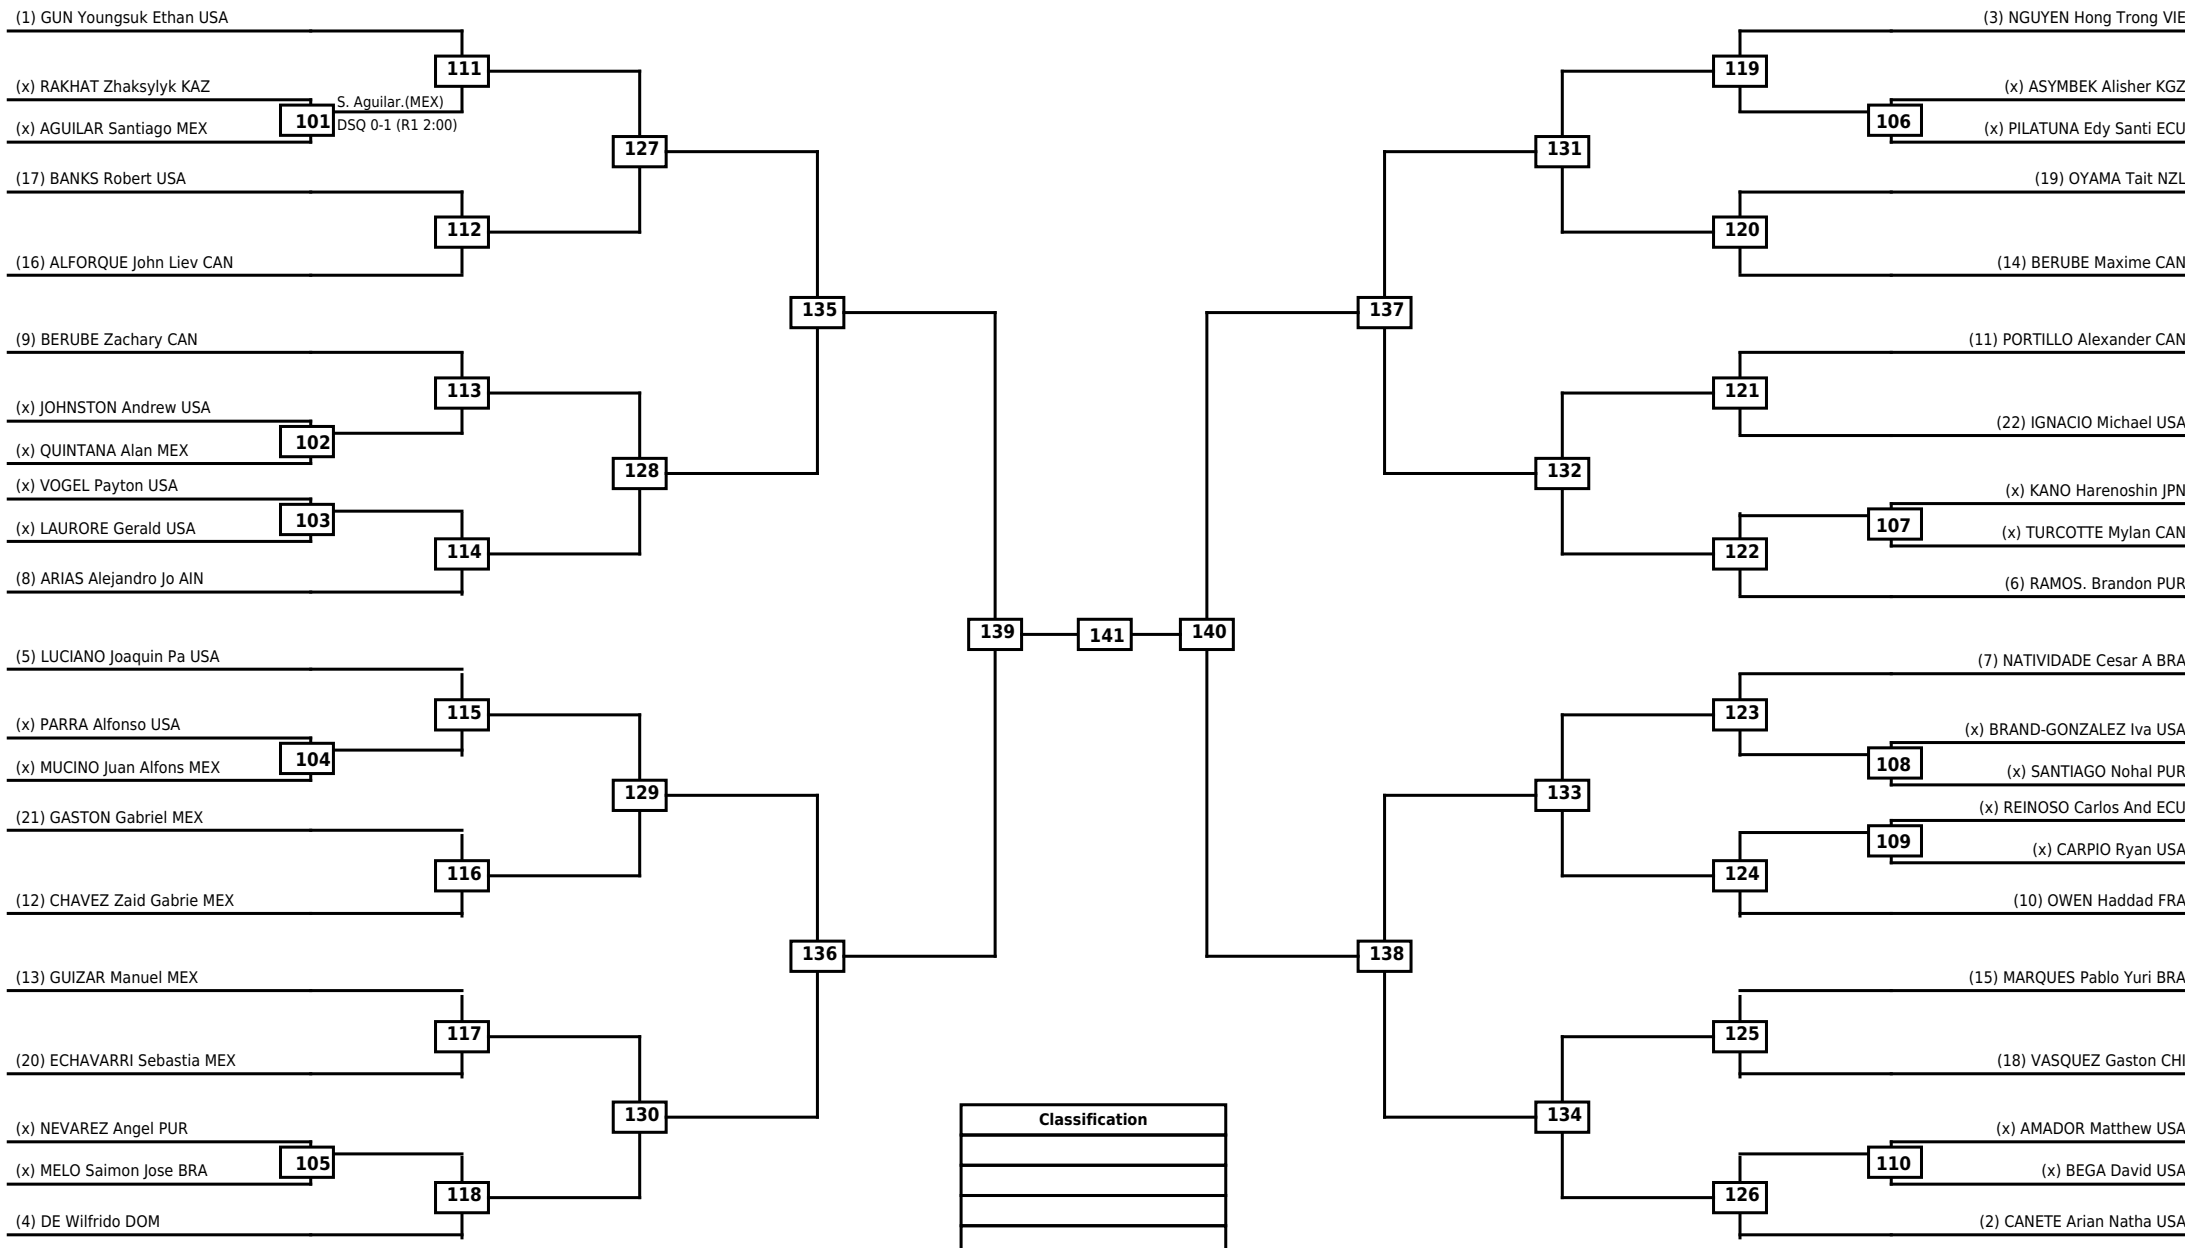 (1) GUN Youngsuk Ethan USA
111
(x) RAKHAT Zhaksylyk KAZ
S. Aguilar.(MEX)
101
DSQ 0-1 (R1 2:00)
(x) AGUILAR Santiago MEX
127
(17) BANKS Robert USA
112
(16) ALFORQUE John Liev CAN
135
(9) BERUBE Zachary CAN
113
(x) JOHNSTON Andrew USA
102
(x) QUINTANA Alan MEX
128
(x) VOGEL Payton USA
103
(x) LAURORE Gerald USA
114
(8) ARIAS Alejandro Jo AIN
139
141
140
(5) LUCIANO Joaquin Pa USA
115
(x) PARRA Alfonso USA
104
(x) MUCINO Juan Alfons MEX
129
(21) GASTON Gabriel MEX
116
(12) CHAVEZ Zaid Gabrie MEX
136
(13) GUIZAR Manuel MEX
117
(20) ECHAVARRI Sebastia MEX
130
(x) NEVAREZ Angel PUR
105
(x) MELO Saimon Jose BRA
118
(4) DE Wilfrido DOM
(3) NGUYEN Hong Trong VIE
119
(x) ASYMBEK Alisher KGZ
106
(x) PILATUNA Edy Santi ECU
131
(19) OYAMA Tait NZL
120
(14) BERUBE Maxime CAN
137
(11) PORTILLO Alexander CAN
121
(22) IGNACIO Michael USA
132
(x) KANO Harenoshin JPN
107
(x) TURCOTTE Mylan CAN
122
(6) RAMOS. Brandon PUR
(7) NATIVIDADE Cesar A BRA
123
(x) BRAND-GONZALEZ Iva USA
108
(x) SANTIAGO Nohal PUR
133
(x) REINOSO Carlos And ECU
109
(x) CARPIO Ryan USA
124
(10) OWEN Haddad FRA
138
(15) MARQUES Pablo Yuri BRA
125
(18) VASQUEZ Gaston CHI
134
(x) AMADOR Matthew USA
110
(x) BEGA David USA
126
(2) CANETE Arian Natha USA
Classification